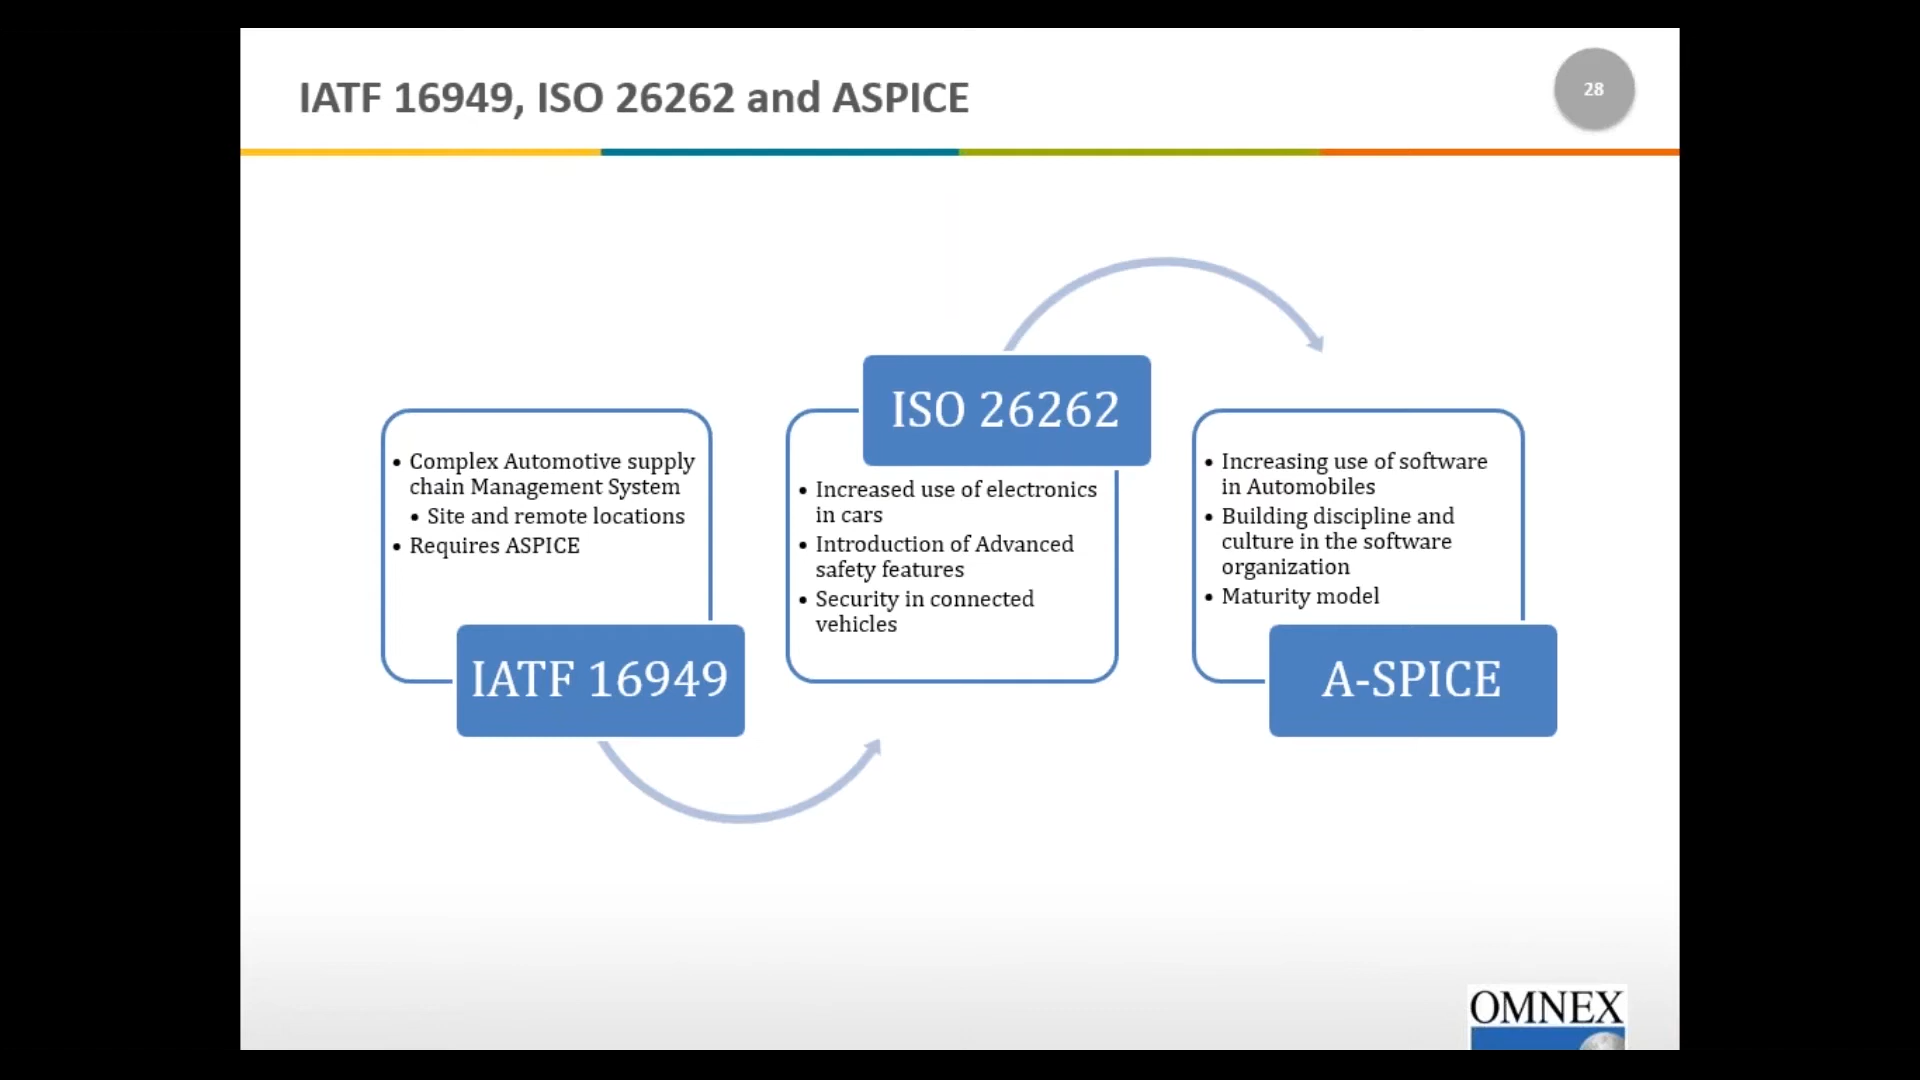 IATF 16949, ISO 26262 and ASPICE
28
• Complex Automotive supply
chain Management System
• Site and remote locations
• Requires ASPICE
IATF 16949
ISO 26262
• Increased use of electronics
in cars
• Introduction of Advanced
safety features
• Security in connected
vehicles
• Increasing use of software
in Automobiles
• Building discipline and
culture in the software
organization
• Maturity model
A-SPICE
OMNEX